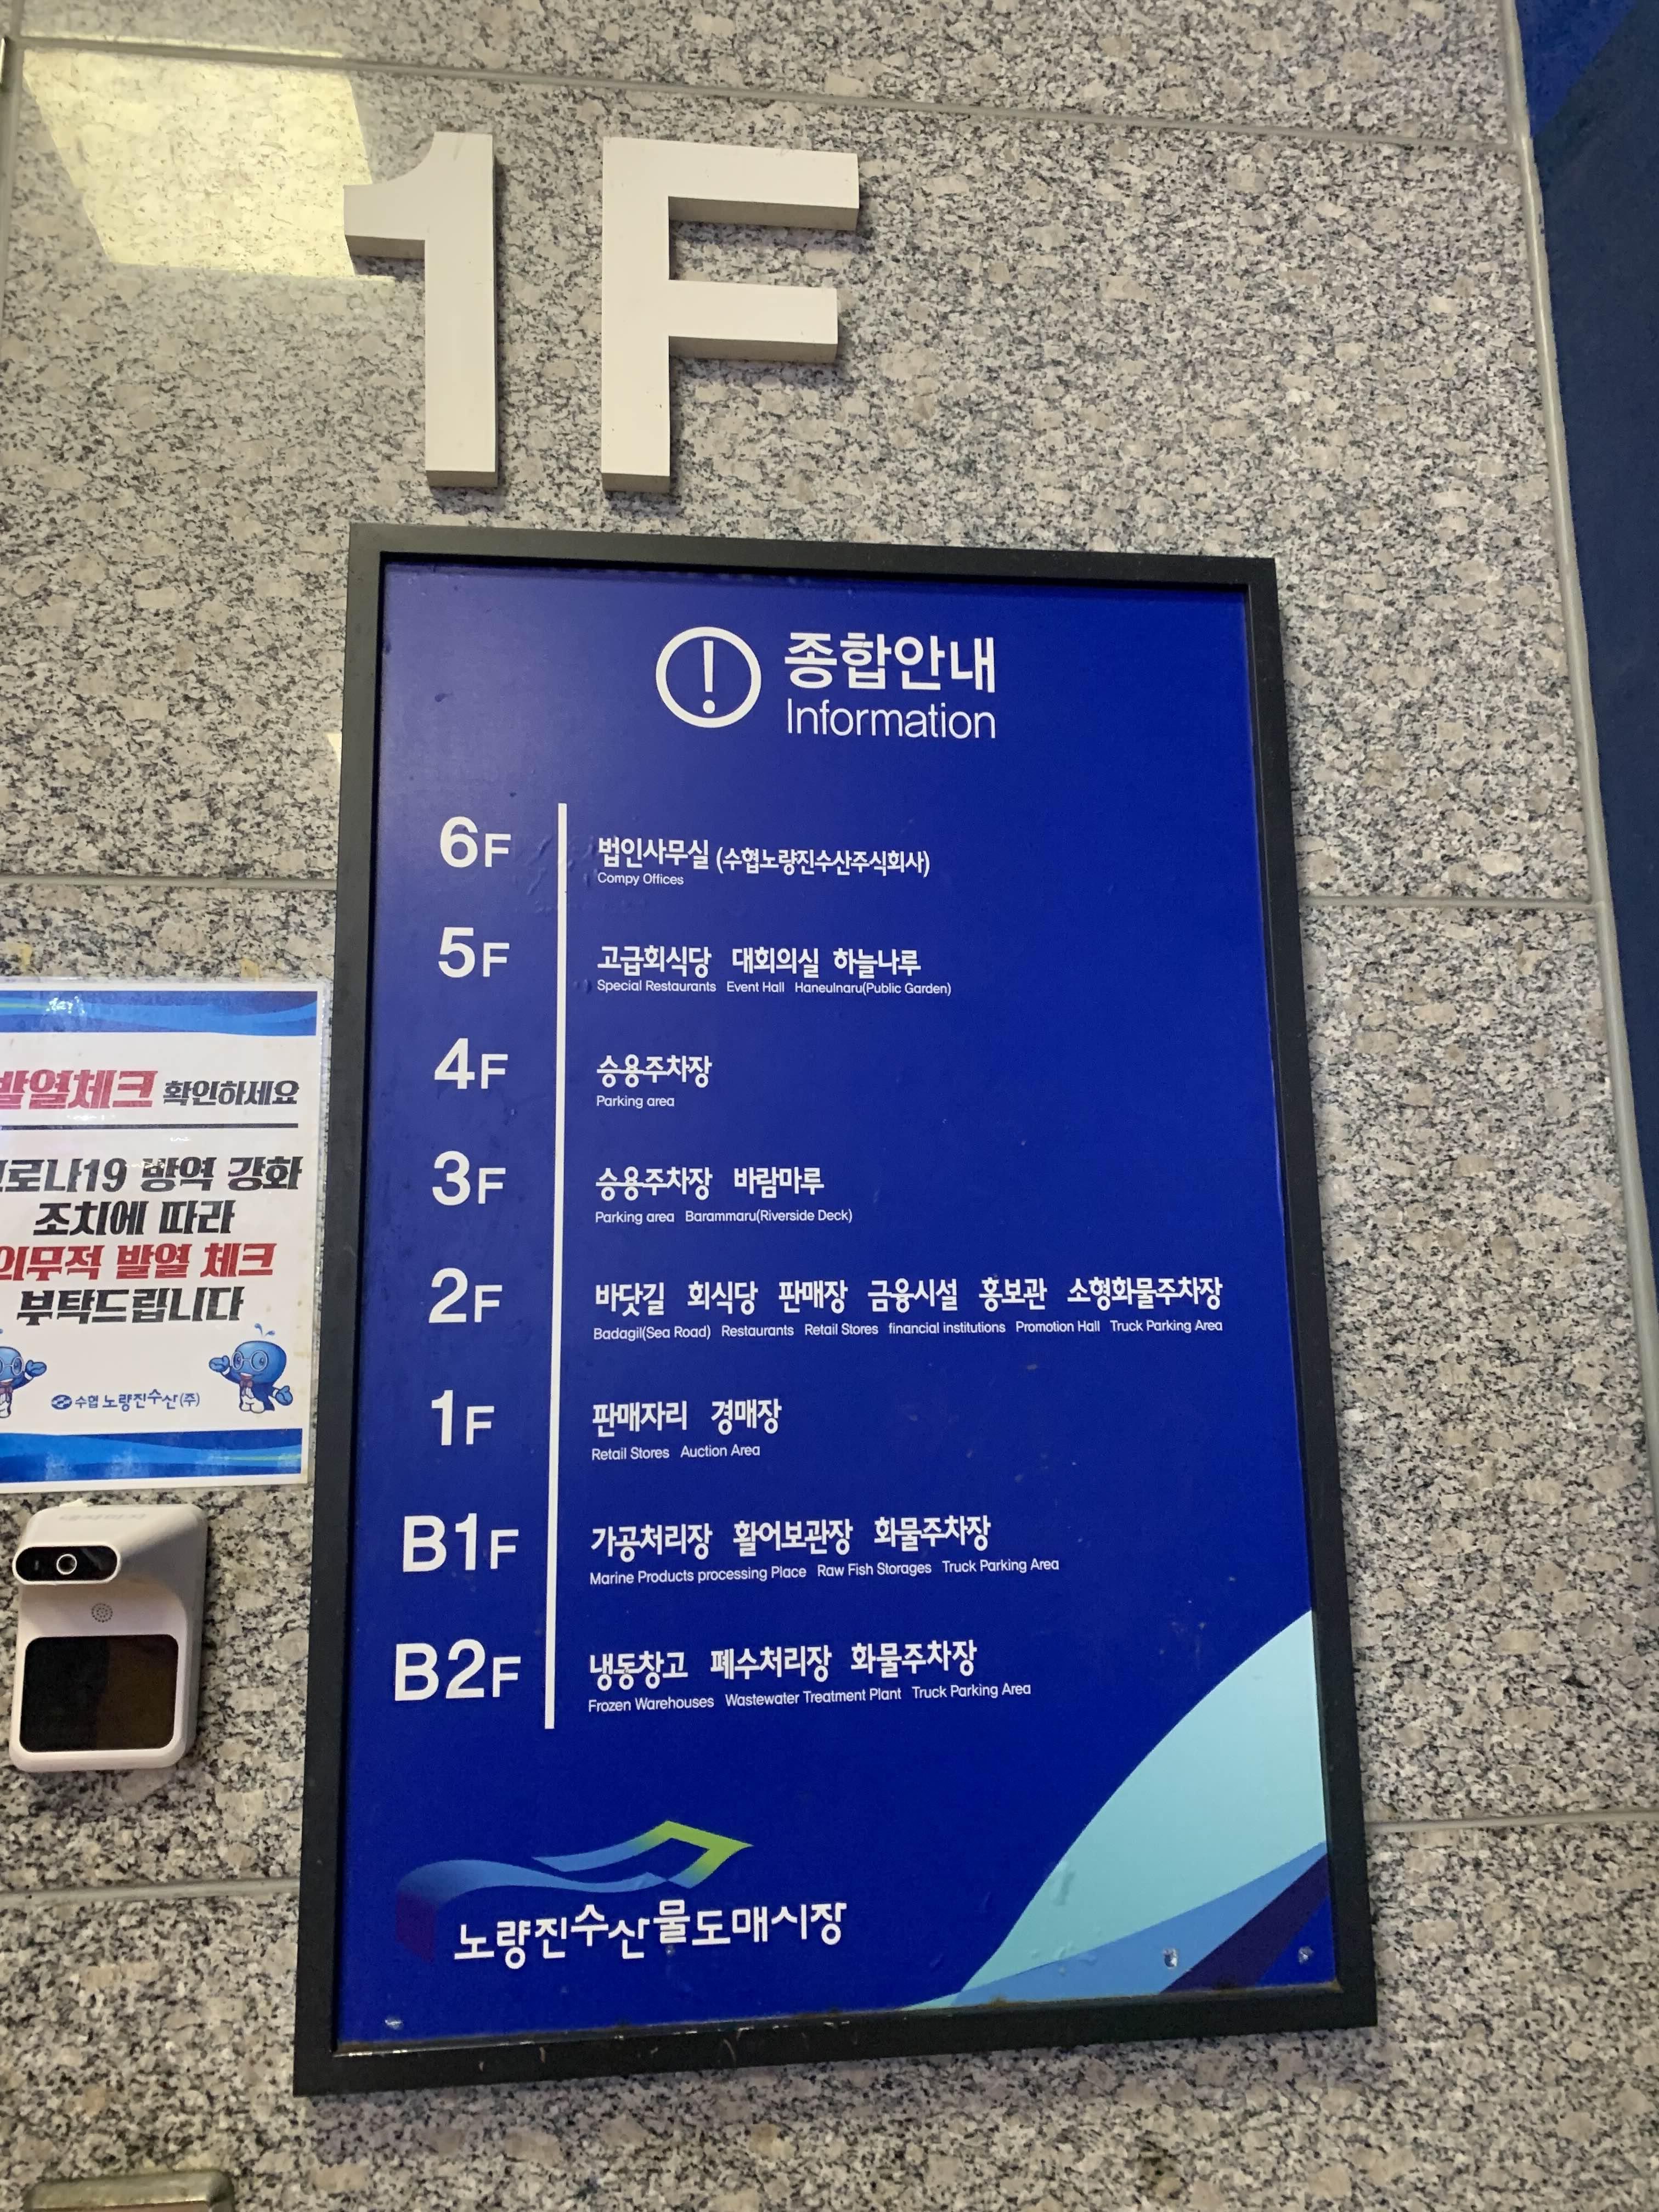 1F
종합안내
Information
6F
법인사무실 (수협노량진수산주식회사)
Compy Offices
5F
고급회식당 대회의실 하늘나루
Special Restaurants Event Hall Haneulnaru(Public Garden)
4F
승용주차장
Parking area
3F
승용주차장 바람마루
Parking area Barammaru(Riverside Deck)
2F
바닷길 회식당 판매장 금융시설 홍보관 소형화물주차장
Badagil(Sea Road) Restaurants Retail Stores financial institutions Promotion Hall Truck Parking Area
1F
판매자리 경매장
Retail Stores Auction Area
B1F
가공처리장 활어보관장 화물주차장
Marine Products processing Place Raw Fish Storages Truck Parking Area
B2F
냉동창고 폐수처리장 화물주차장
Frozen Warehouses Wastewater Treatment Plant Truck Parking Area
노량진수산물도매시장
발열체크 확인하세요
코로나19 방역 강화
조치에 따라
의무적 발열 체크
부탁드립니다
수협 노량진수산(주)